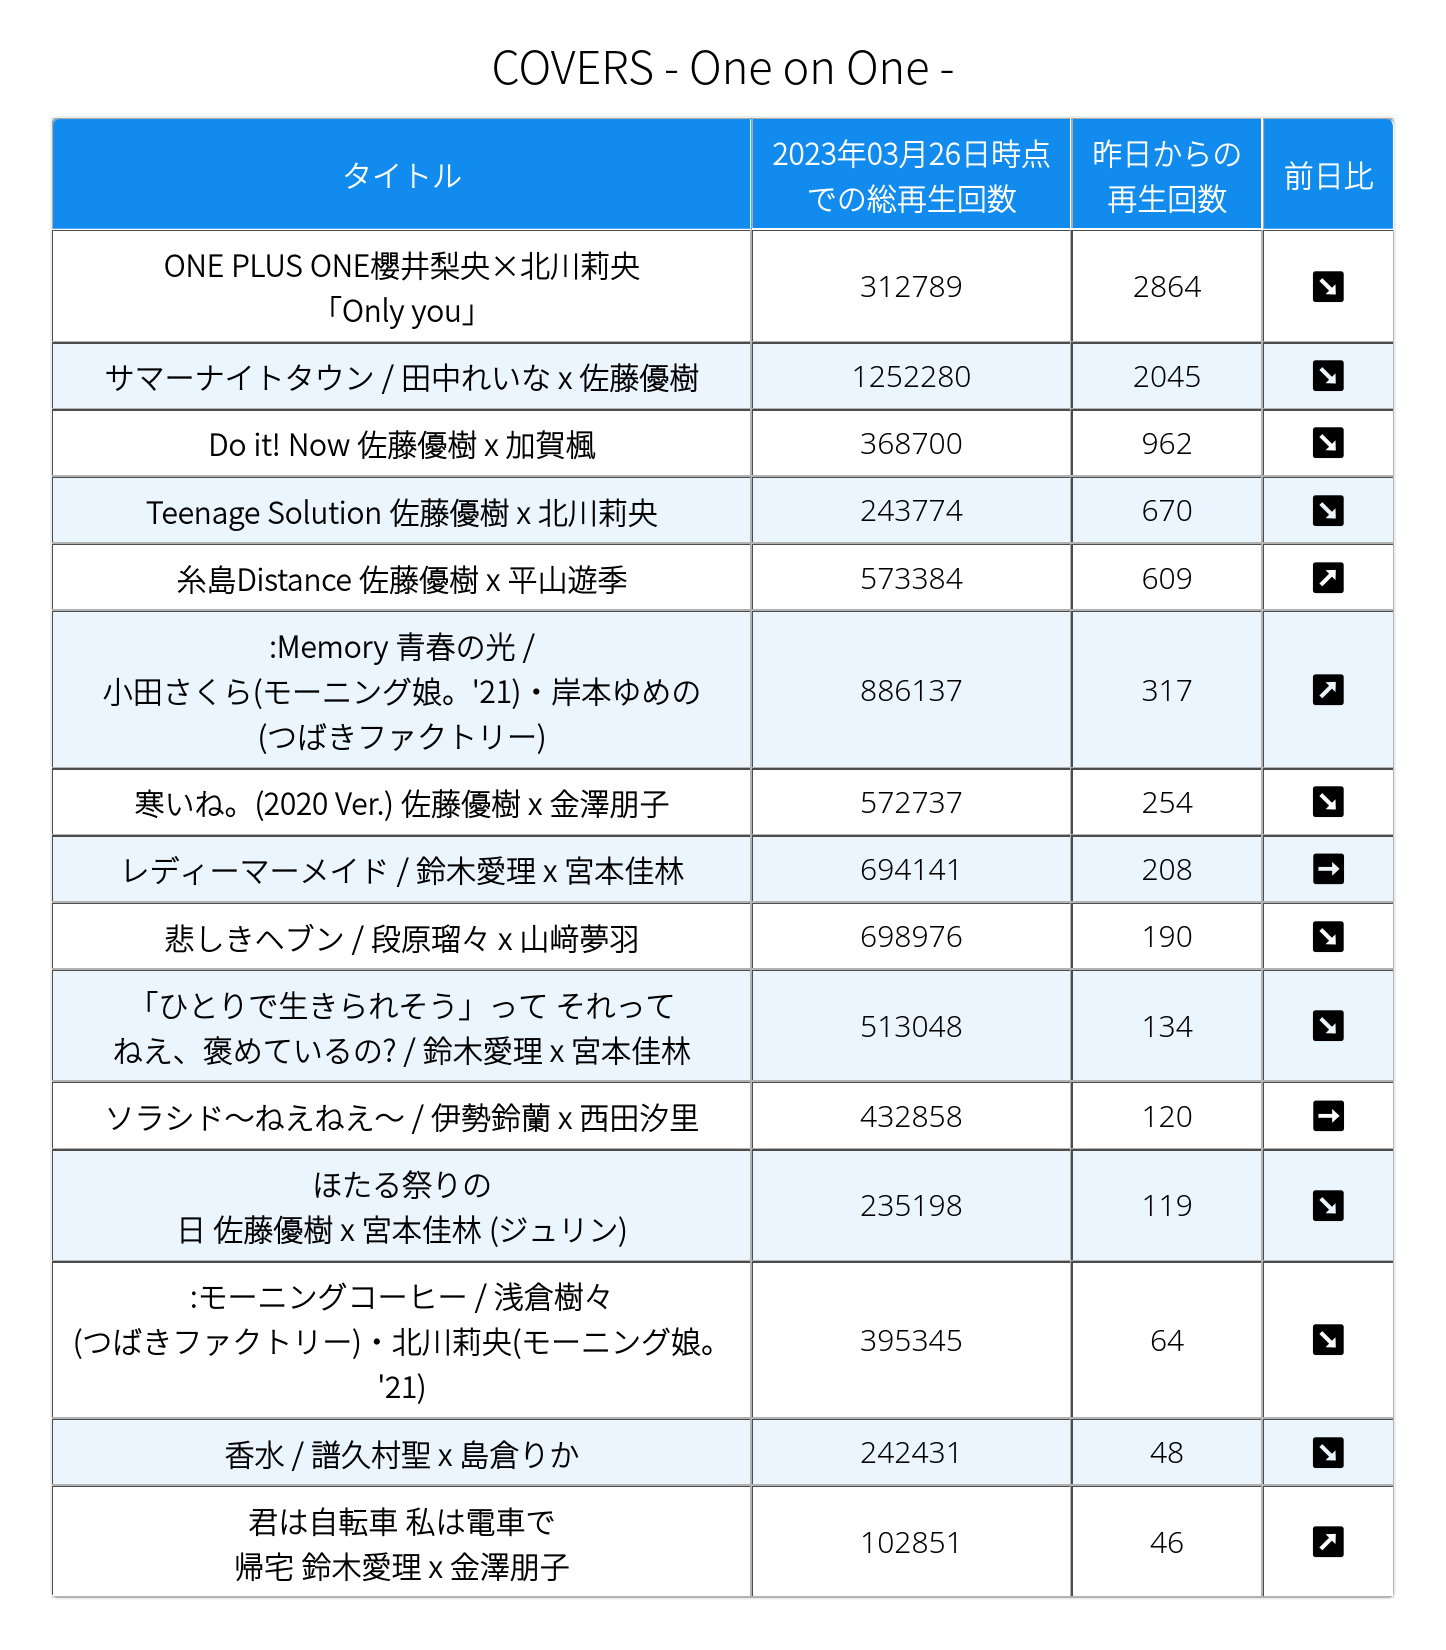 COVERS - One on One -
タイトル
2023年03月26日時点
での総再生回数
昨日からの
再生回数
前日比
ONE PLUS ONE櫻井梨央×北川莉央
「Only you」
312789
2864
サマーナイトタウン / 田中れいな x 佐藤優樹
1252280
2045
Do it! Now 佐藤優樹 x 加賀楓
368700
962
Teenage Solution 佐藤優樹 x 北川莉央
243774
670
糸島Distance 佐藤優樹 x 平山遊季
573384
609
:Memory 青春の光 /
小田さくら(モーニング娘。'21)・岸本ゆめの
(つばきファクトリー)
886137
317
寒いね。(2020 Ver.) 佐藤優樹 x 金澤朋子
572737
254
レディーマーメイド / 鈴木愛理 x 宮本佳林
694141
208
悲しきヘブン / 段原瑠々 x 山﨑夢羽
698976
190
「ひとりで生きられそう」って それって
ねえ、褒めているの? / 鈴木愛理 x 宮本佳林
513048
134
ソラシド～ねえねえ～ / 伊勢鈴蘭 x 西田汐里
432858
120
ほたる祭りの
日 佐藤優樹 x 宮本佳林 (ジュリン)
235198
119
:モーニングコーヒー / 浅倉樹々
(つばきファクトリー)・北川莉央(モーニング娘。
'21)
395345
64
香水 / 譜久村聖 x 島倉りか
242431
48
君は自転車 私は電車で
帰宅 鈴木愛理 x 金澤朋子
102851
46